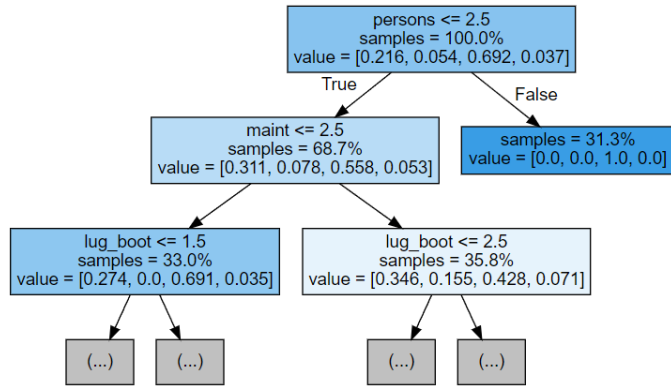 persons <= 2.5
samples = 100.0%
value = [0.216, 0.054, 0.692, 0.037]
True
False
maint <= 2.5
samples = 68.7%
value = [0.311, 0.078, 0.558, 0.053]
samples = 31.3%
value = [0.0, 0.0, 1.0, 0.0]
lug_boot <= 1.5
samples = 33.0%
value = [0.274, 0.0, 0.691, 0.035]
lug_boot <= 2.5
samples = 35.8%
value = [0.346, 0.155, 0.428, 0.071]
(...)
(...)
(...)
(...)